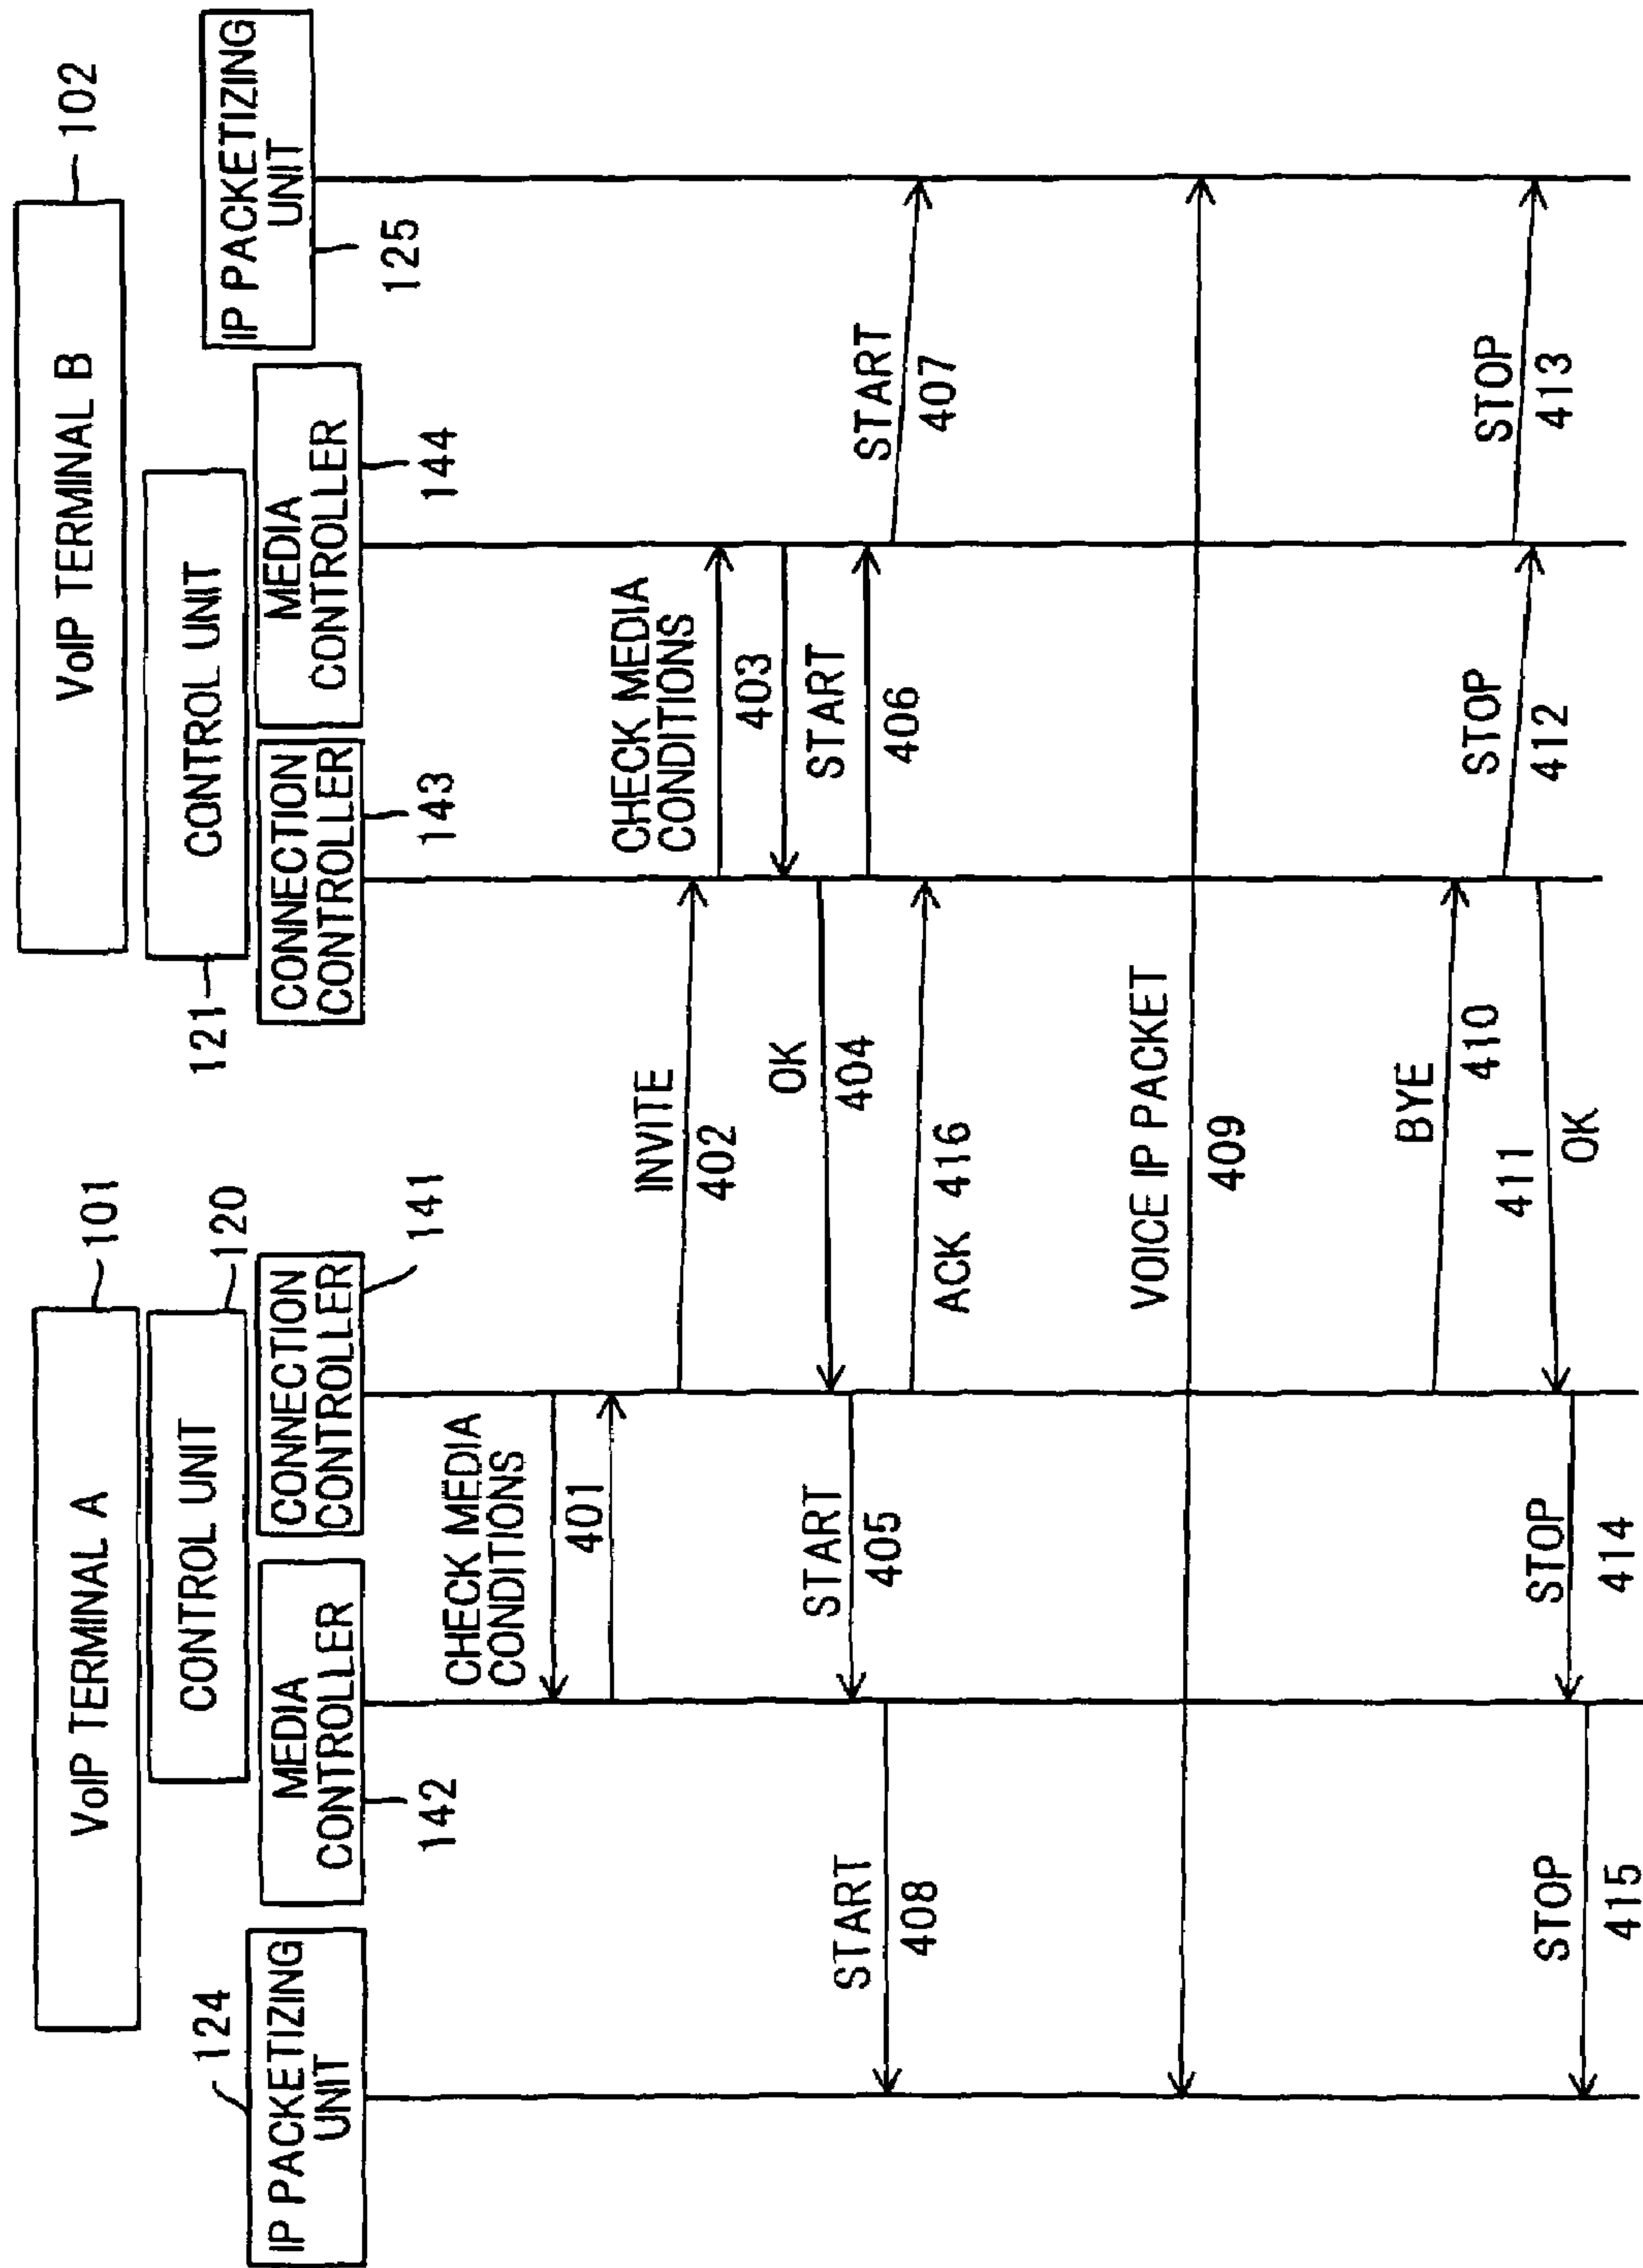 VoIP TERMINAL A
101
VoIP TERMINAL B
102
CONTROL UNIT
120
CONTROL UNIT
121
124
IP PACKETIZING
UNIT
MEDIA
CONTROLLER
142
CONNECTION
CONTROLLER
141
CONNECTION
CONTROLLER
143
MEDIA
CONTROLLER
144
IP PACKETIZING
UNIT
125
CHECK MEDIA
CONDITIONS
401
INVITE
402
CHECK MEDIA
CONDITIONS
403
OK
404
START
405
START
406
START
408
START
407
ACK 416
VOICE IP PACKET
409
BYE
410
STOP
412
STOP
413
411
OK
STOP
414
STOP
415